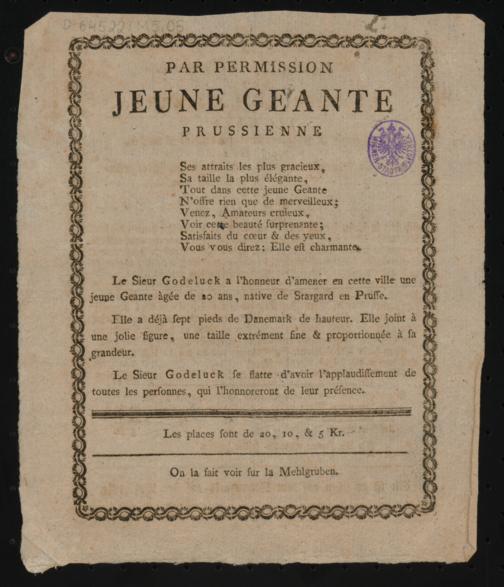 PAR PERMISSION
JEUNE GEANTE
PRUSSIENNE
Ses attraits les plus gracieux,
Sa taille la plus élégante,
Tout dans cette jeune Geante
N'offre rien que de merveilleux;
Venez, Amateurs cruieux,
Voir cette beauté surprenante;
Satisfaits du cœur & des yeux,
Vous vous direz: Elle est charmante.
Le Sieur Godeluck a l'honneur d'amener en cette ville une
jeune Geante âgée de 20 ans, native de Stargard en Prusse.
Elle a déjà sept pieds de Danemark de hauteur. Elle joint à
une jolie figure, une taille extrément fine & proportionnée à sa
grandeur.
Le Sieur Godeluck se flatte d'avoir l'applaudissement de
toutes les personnes, qui l'honnoreront de leur présence.
Les places sont de 20, 10, & 5 Kr.
On la fait voir sur la Mehlgruben.